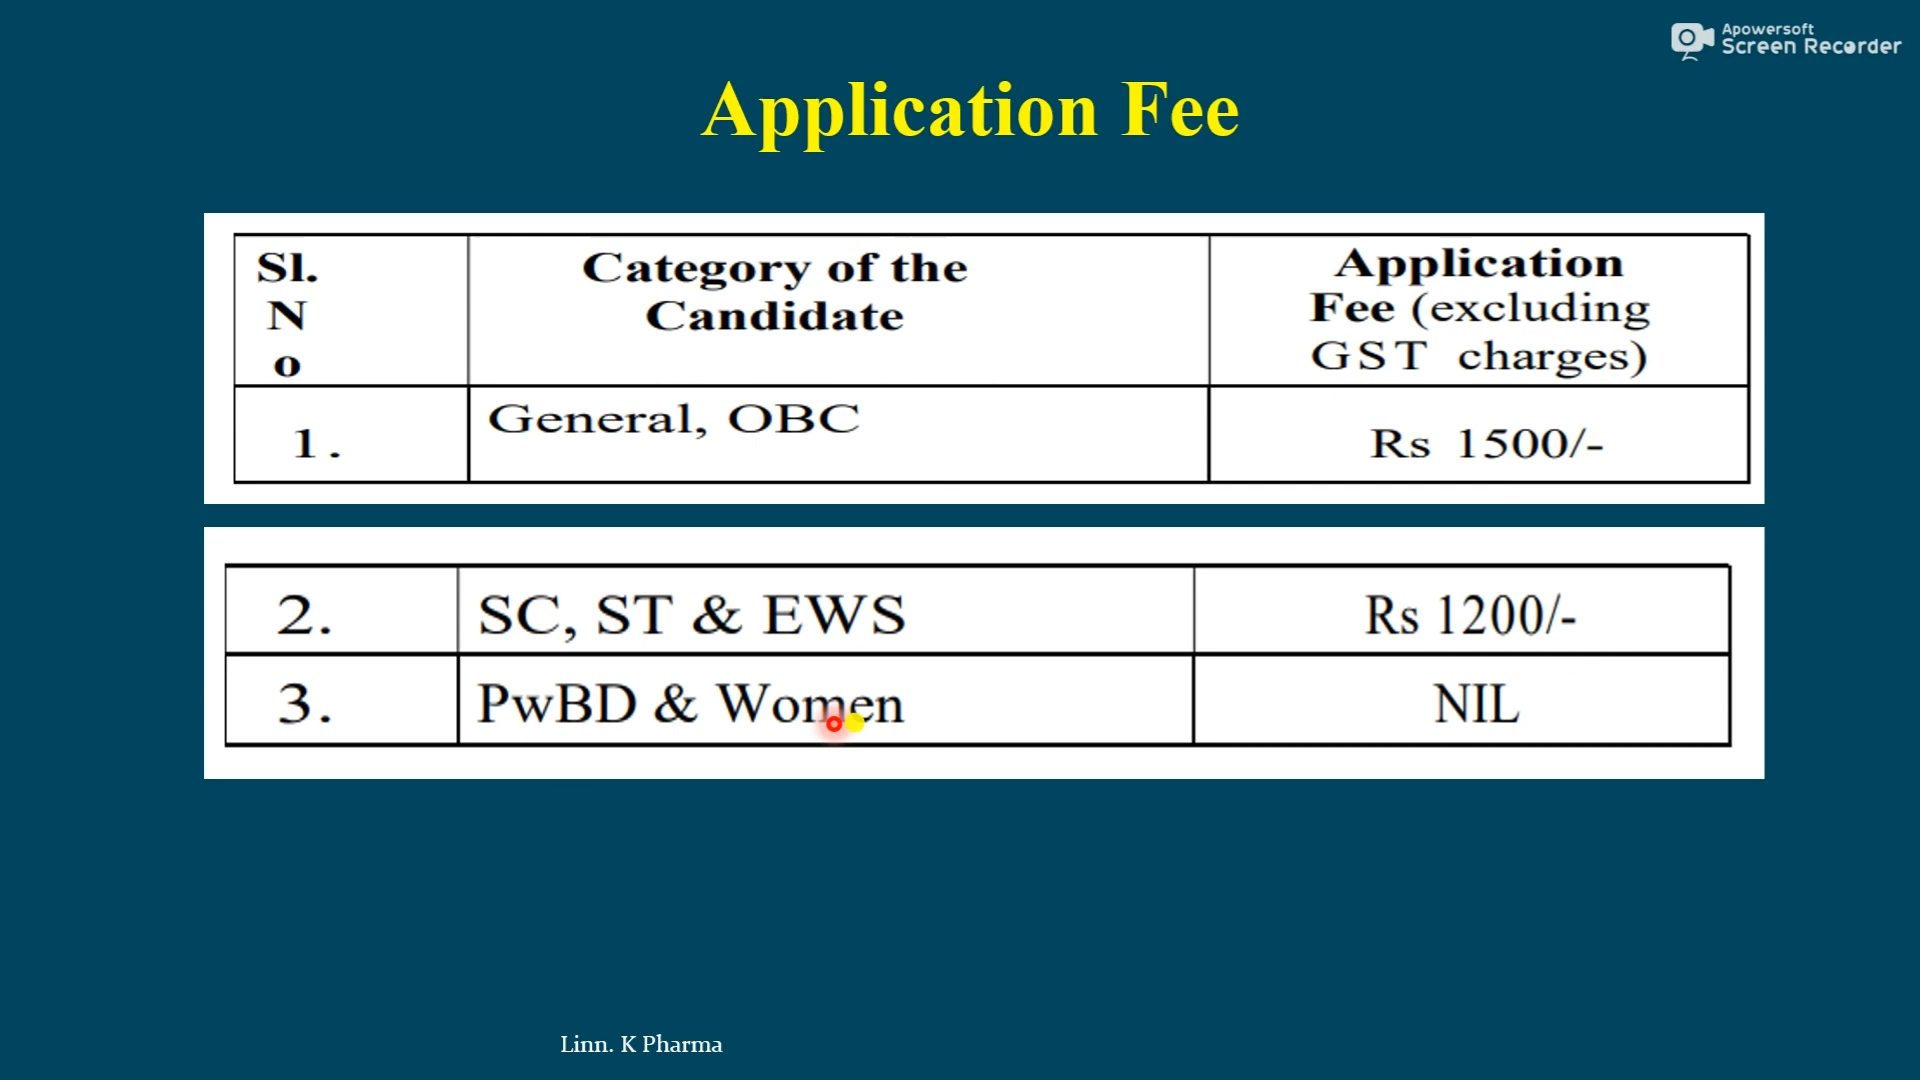 Apowersoft
Screen Recorder
Application Fee
Sl.
N
o
Category of the
Candidate
Application
Fee (excluding
GST charges)
1.
General, OBC
Rs 1500/-
2.
SC, ST & EWS
Rs 1200/-
3.
PwBD & Women
NIL
Linn. K Pharma